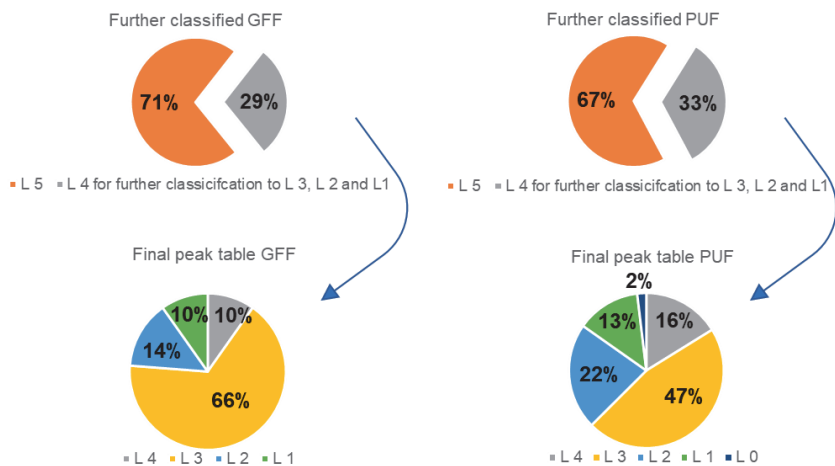 Further classified GFF
71%
29%
L 5 L 4 for further classicifcation to L 3, L 2 and L1
Further classified PUF
67%
33%
L 5 L 4 for further classicifcation to L 3, L 2 and L1
Final peak table GFF
10%
10%
14%
66%
L 4 L 3 L 2 L 1
Final peak table PUF
2%
13%
16%
22%
47%
L 4 L 3 L 2 L 1 L 0